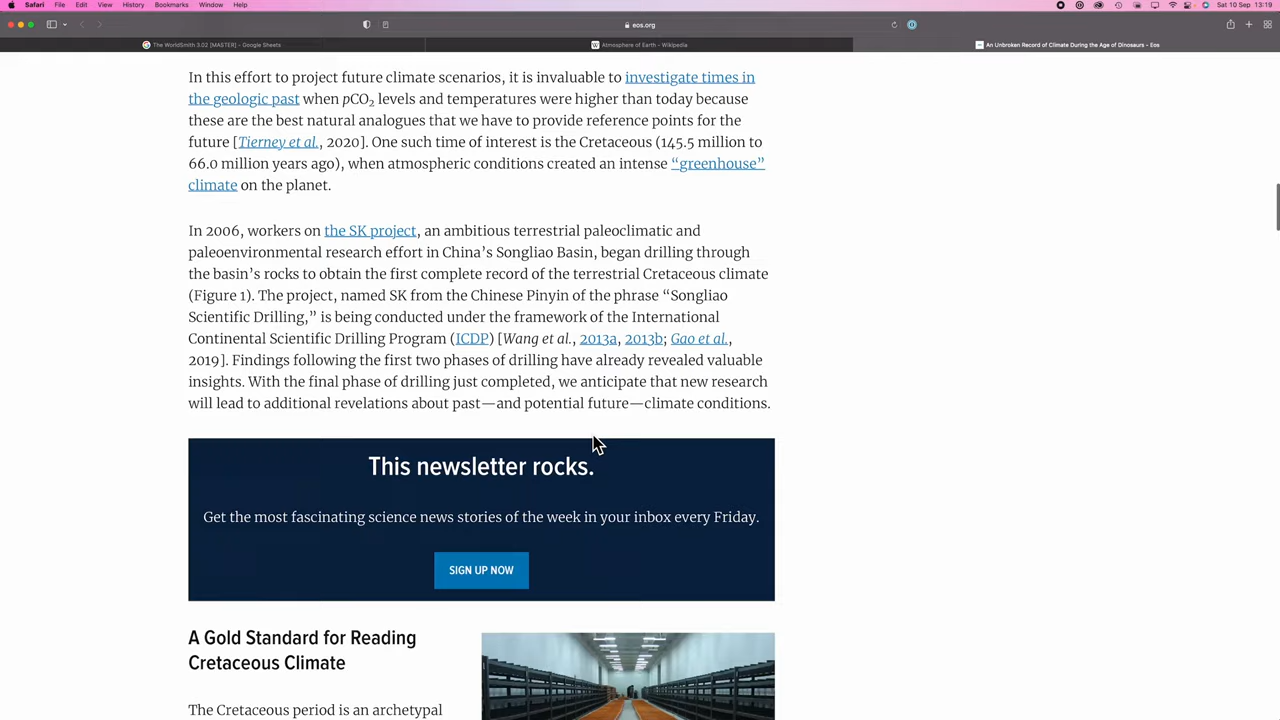 Safari File Edit View History Bookmarks Window Help Sat 10 Sep 13:19
eos.org
The WorldSmith 3.02 [MASTER] - Google Sheets
Atmosphere of Earth - Wikipedia
An Unbroken Record of Climate During the Age of Dinosaurs - Eos
In this effort to project future climate scenarios, it is invaluable to investigate times in
the geologic past when pCO₂ levels and temperatures were higher than today because
these are the best natural analogues that we have to provide reference points for the
future [Tierney et al., 2020]. One such time of interest is the Cretaceous (145.5 million to
66.0 million years ago), when atmospheric conditions created an intense “greenhouse”
climate on the planet.
In 2006, workers on the SK project, an ambitious terrestrial paleoclimatic and
paleoenvironmental research effort in China’s Songliao Basin, began drilling through
the basin’s rocks to obtain the first complete record of the terrestrial Cretaceous climate
(Figure 1). The project, named SK from the Chinese Pinyin of the phrase “Songliao
Scientific Drilling,” is being conducted under the framework of the International
Continental Scientific Drilling Program (ICDP) [Wang et al., 2013a, 2013b; Gao et al.,
2019]. Findings following the first two phases of drilling have already revealed valuable
insights. With the final phase of drilling just completed, we anticipate that new research
will lead to additional revelations about past—and potential future—climate conditions.
This newsletter rocks.
Get the most fascinating science news stories of the week in your inbox every Friday.
SIGN UP NOW
A Gold Standard for Reading
Cretaceous Climate
The Cretaceous period is an archetypal